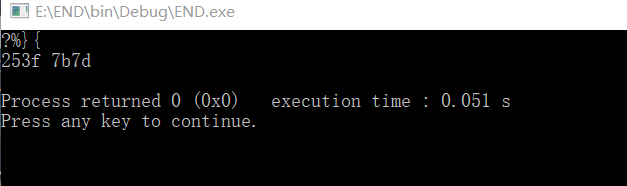 E:\END\bin\Debug\END.exe
?%}{
253f 7b7d
Process returned 0 (0x0)   execution time : 0.051 s
Press any key to continue.